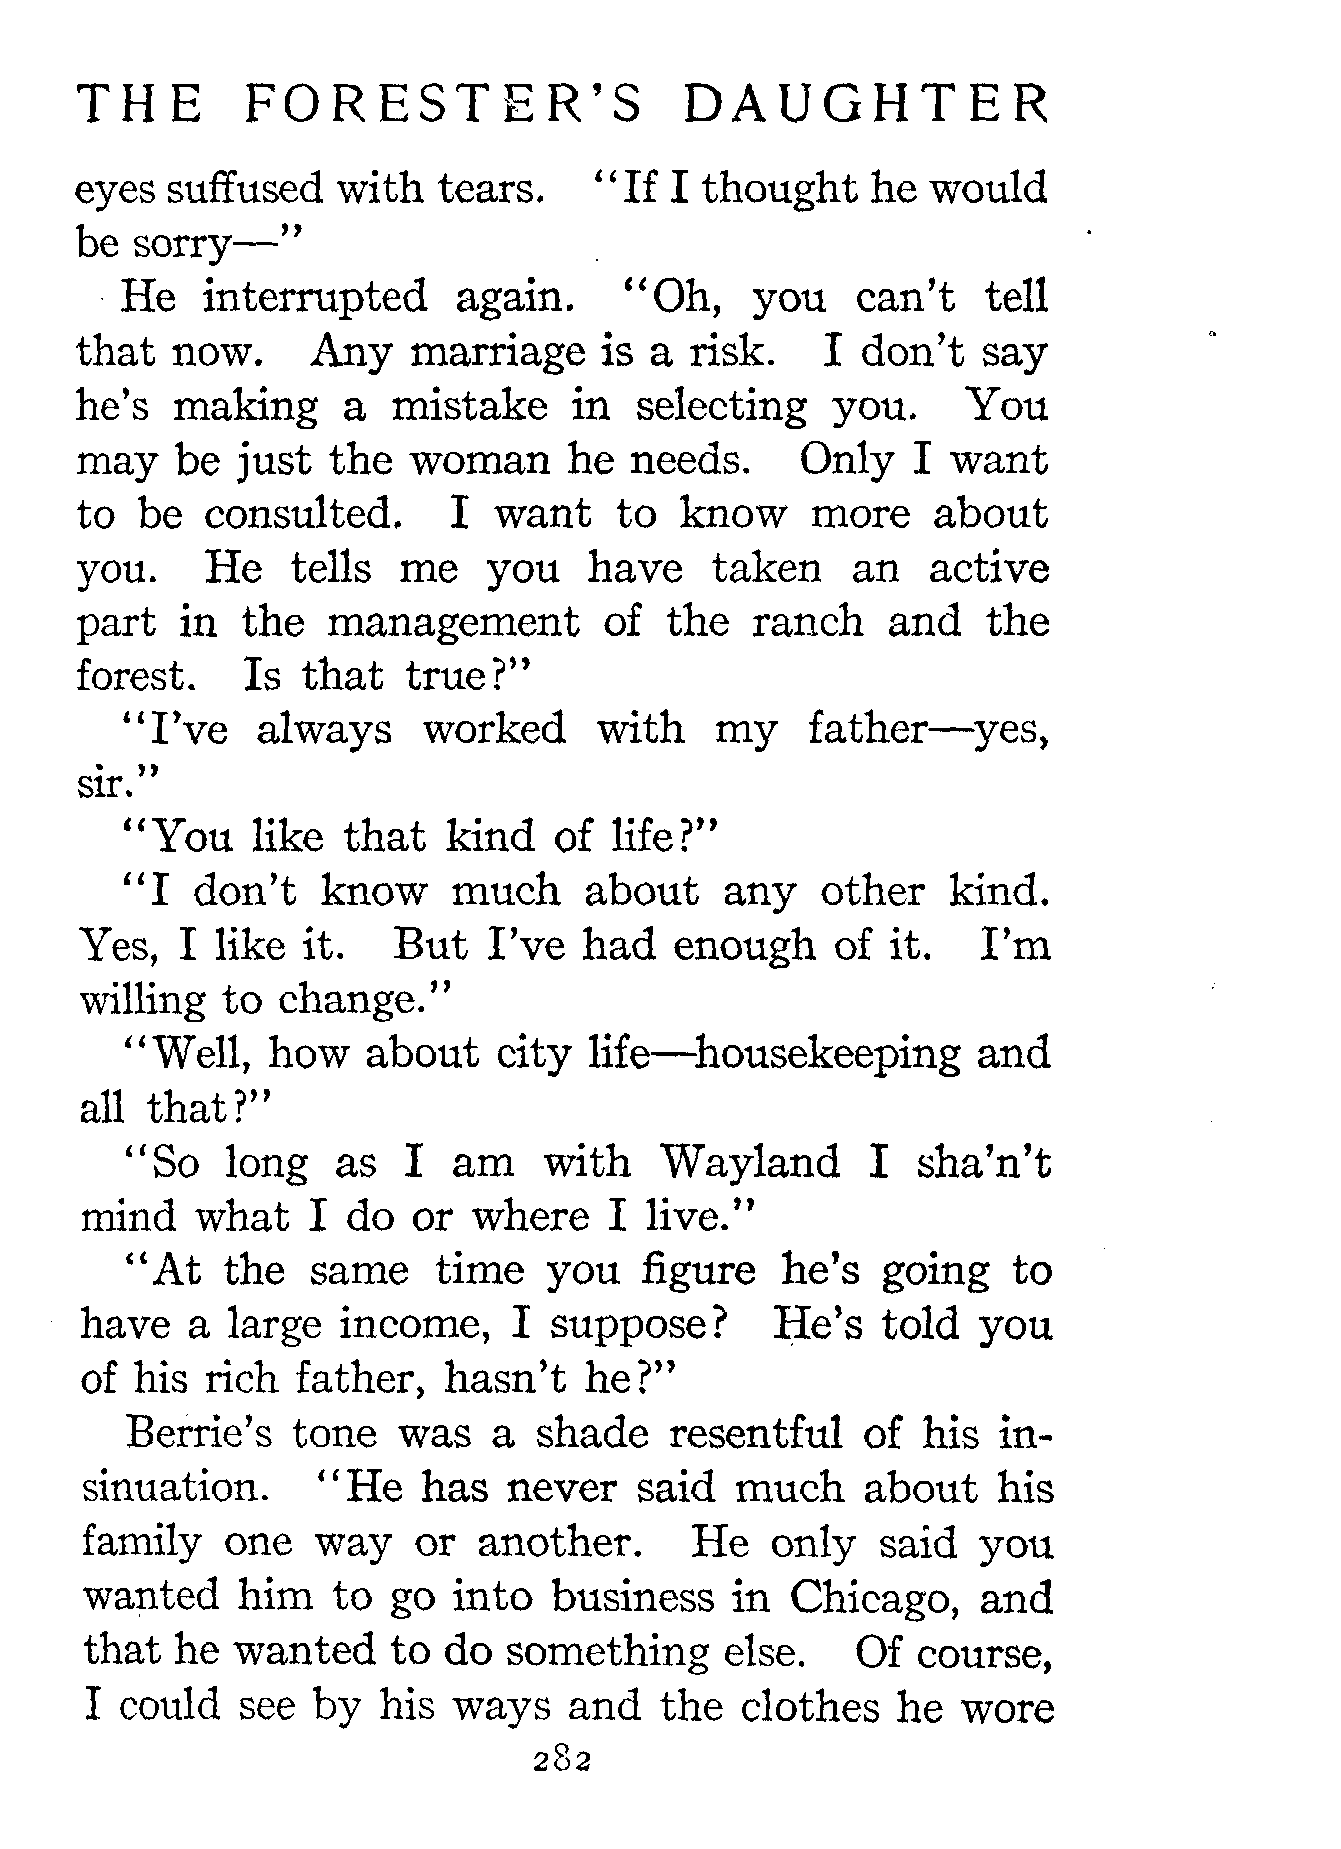 THE FORESTER'S DAUGHTER
eyes suffused with tears. "If I thought he would
be sorry—"
He interrupted again. "Oh, you can't tell
that now. Any marriage is a risk. I don't say
he's making a mistake in selecting you. You
may be just the woman he needs. Only I want
to be consulted. I want to know more about
you. He tells me you have taken an active
part in the management of the ranch and the
forest. Is that true?"
"I've always worked with my father—yes,
sir."
"You like that kind of life?"
"I don't know much about any other kind.
Yes, I like it. But I've had enough of it. I'm
willing to change."
"Well, how about city life—housekeeping and
all that?"
"So long as I am with Wayland I sha'n't
mind what I do or where I live."
"At the same time you figure he's going to
have a large income, I suppose? He's told you
of his rich father, hasn't he?"
Berrie's tone was a shade resentful of his in-
sinuation. "He has never said much about his
family one way or another. He only said you
wanted him to go into business in Chicago, and
that he wanted to do something else. Of course,
I could see by his ways and the clothes he wore
282